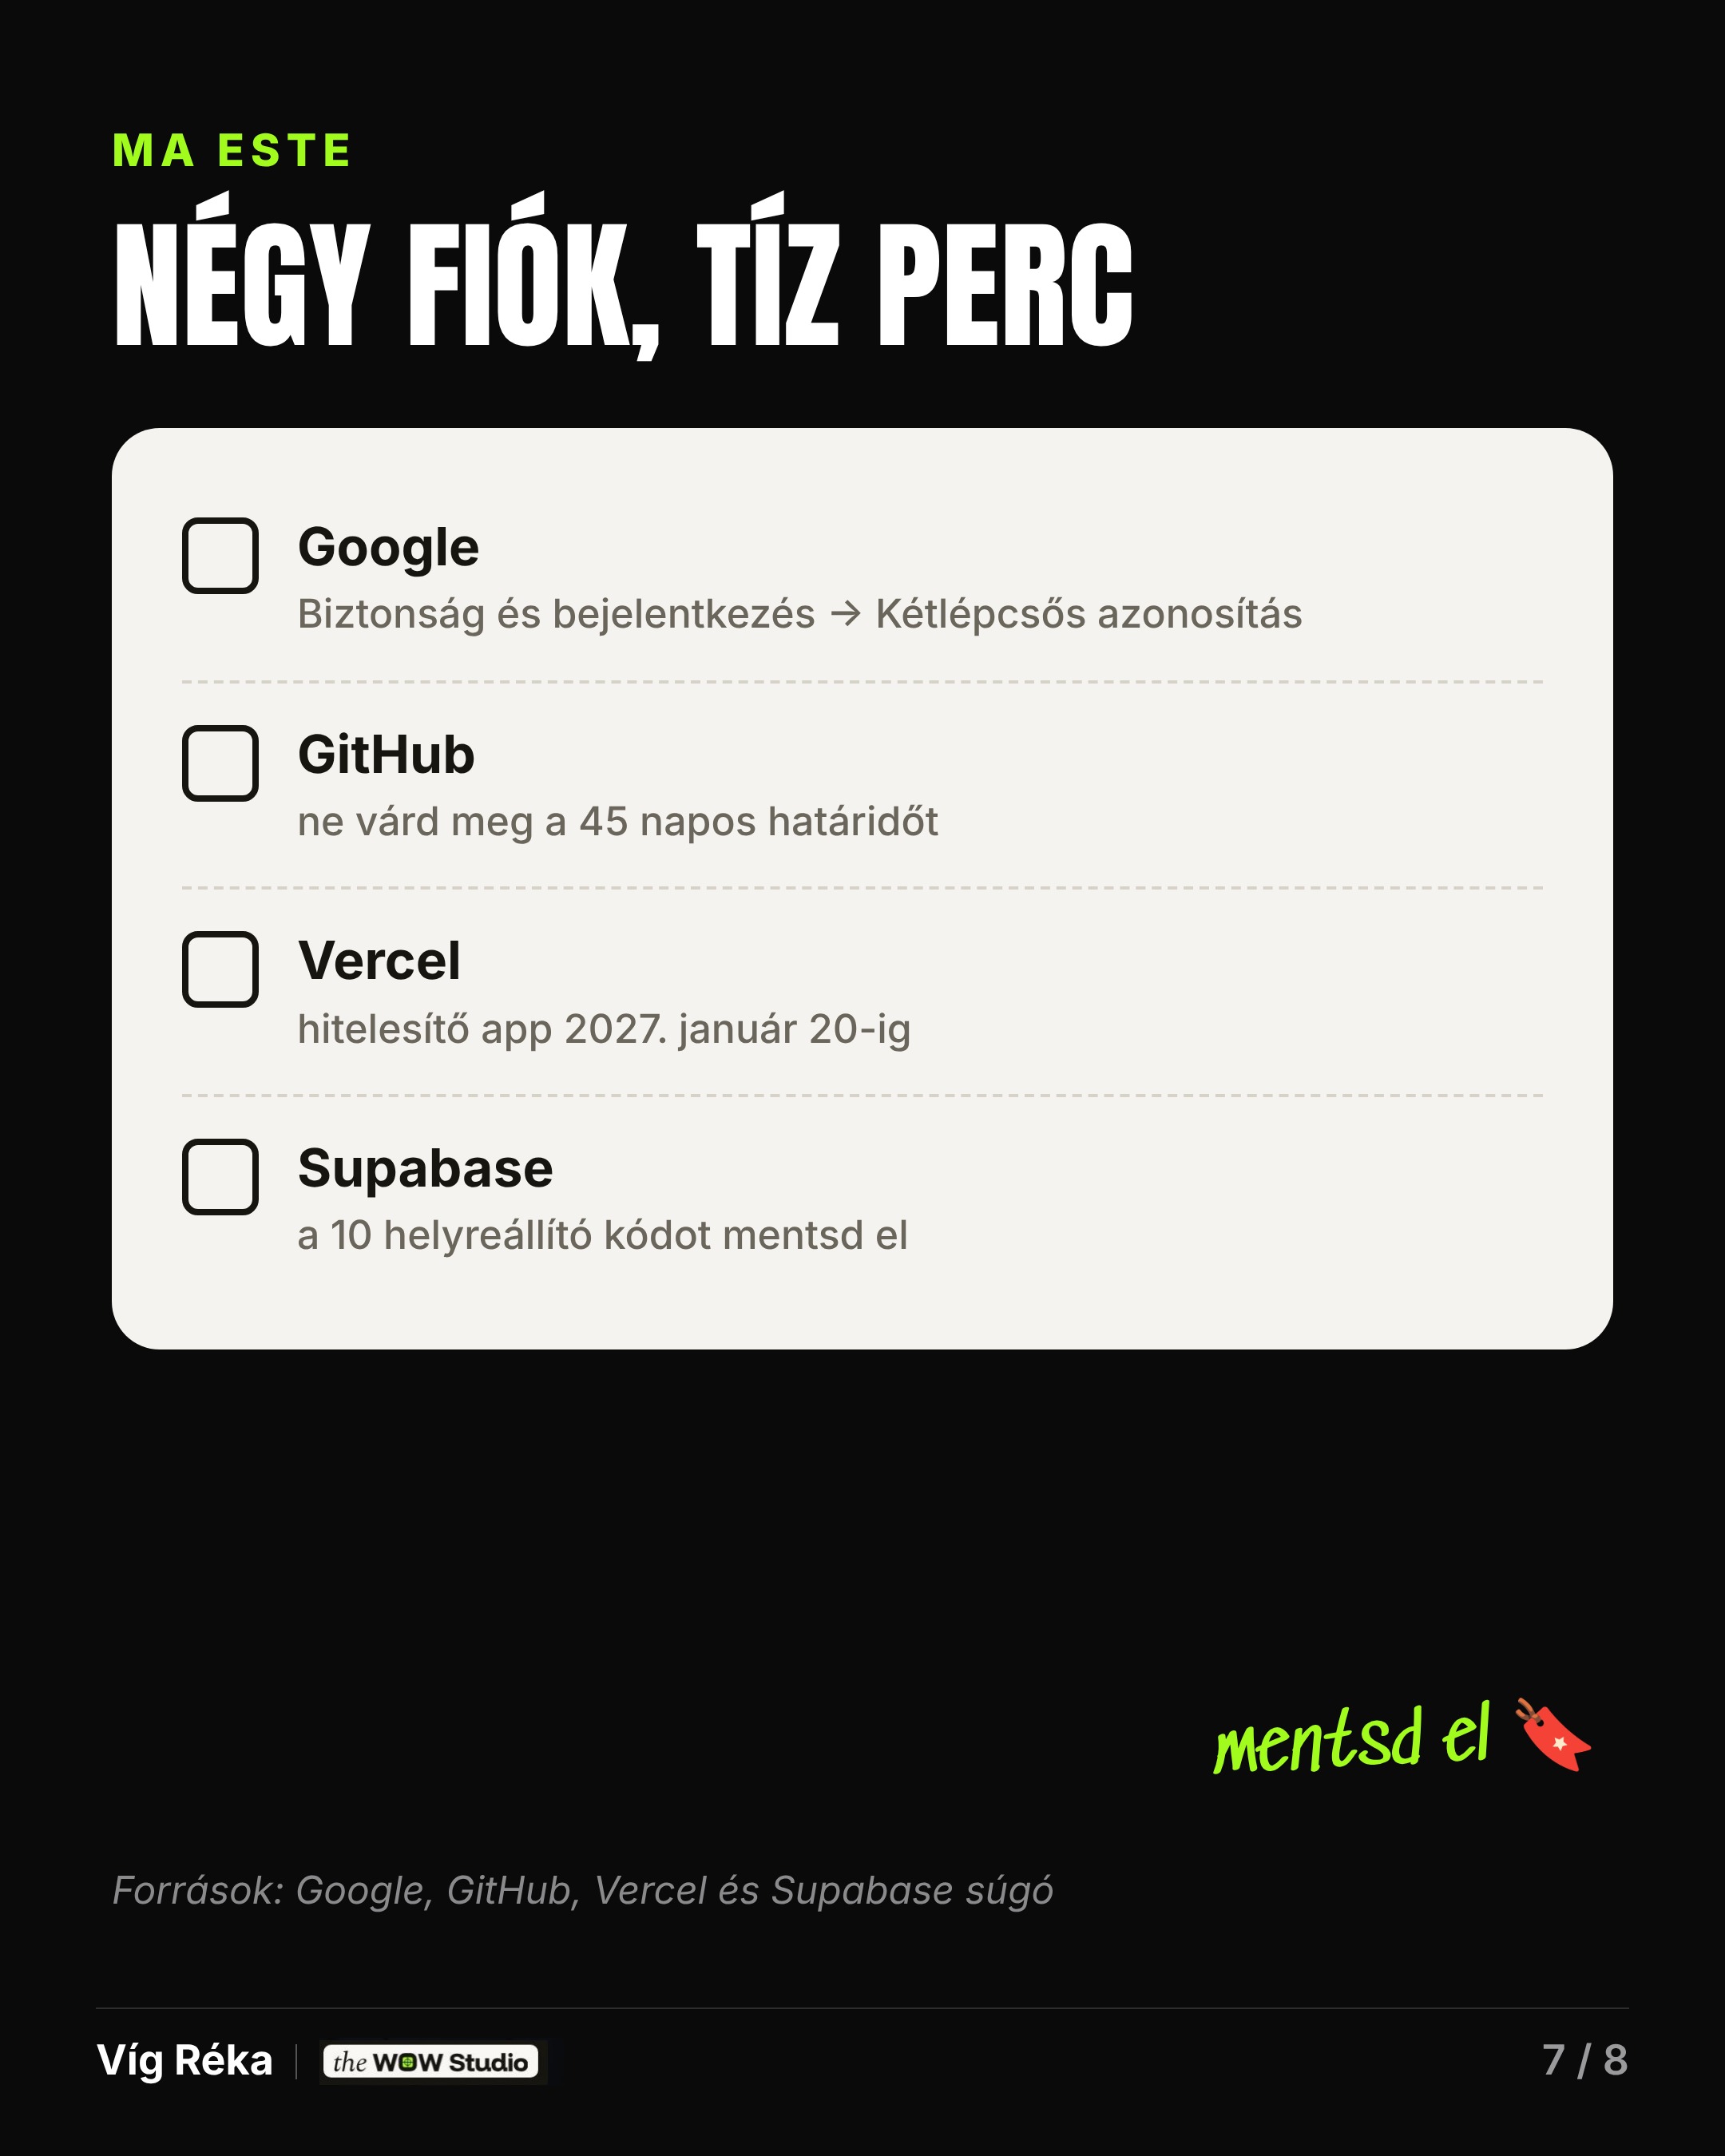 MA ESTE
NÉGY FIÓK, TÍZ PERC
Google
Biztonság és bejelentkezés → Kétlépcsős azonosítás
GitHub
ne várd meg a 45 napos határidőt
Vercel
hitelesítő app 2027. január 20-ig
Supabase
a 10 helyreállító kódot mentsd el
mentsd el
Források: Google, GitHub, Vercel és Supabase súgó
Víg Réka | the WOW Studio
7 / 8